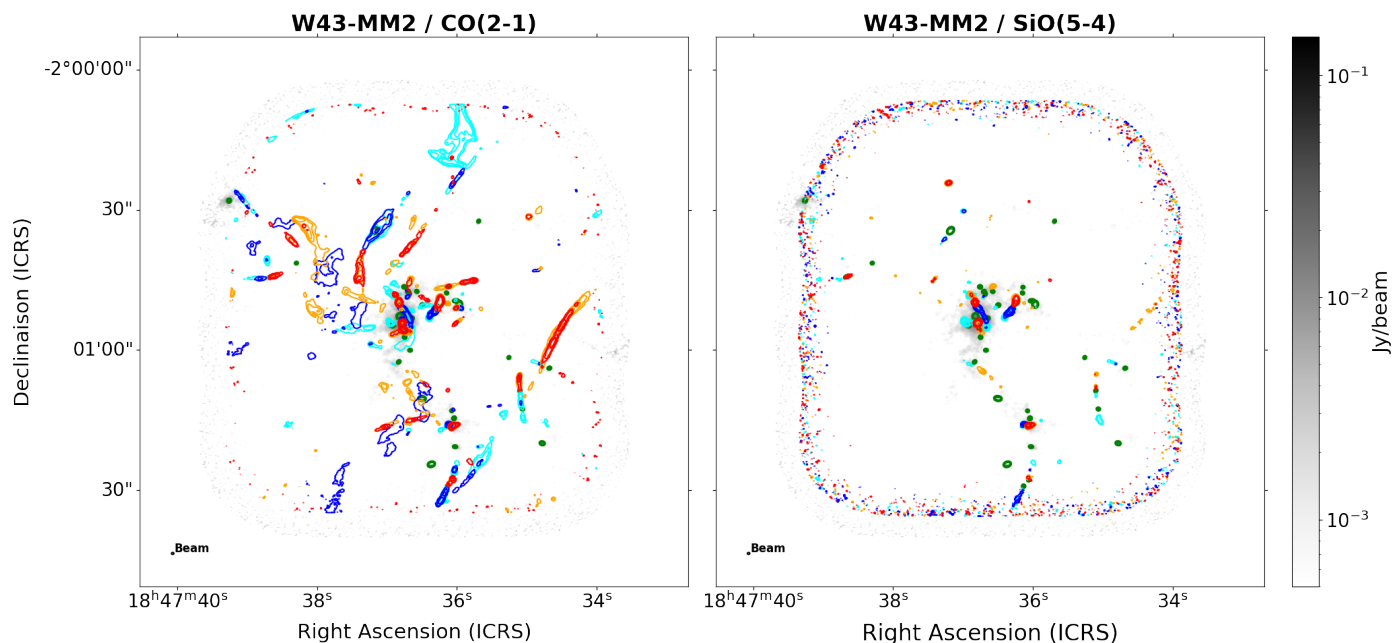 W43-MM2 / CO(2-1)
W43-MM2 / SiO(5-4)
-2°00'00"
30"
01'00"
30"
Declinaison (ICRS)
Beam
Beam
18ʰ47ᵐ40ˢ
38ˢ
36ˢ
34ˢ
18ʰ47ᵐ40ˢ
38ˢ
36ˢ
34ˢ
Right Ascension (ICRS)
Right Ascension (ICRS)
10⁻¹
10⁻²
10⁻³
Jy/beam